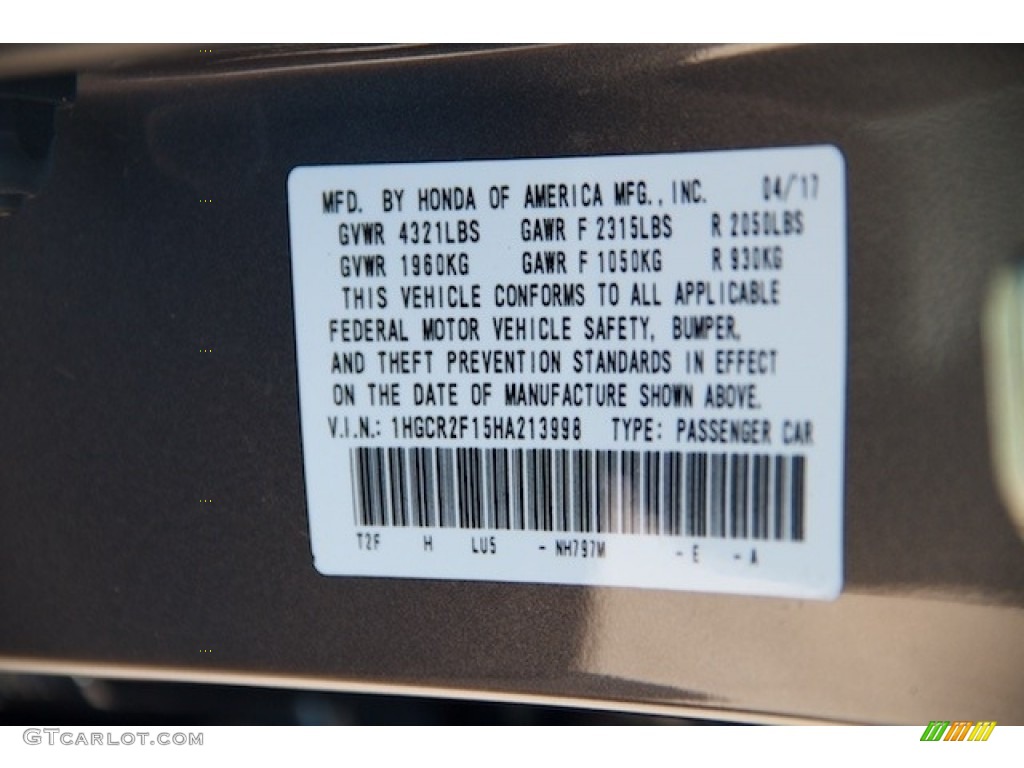 MFD. BY HONDA OF AMERICA MFG., INC. 04/17
GVWR 4321LBS GAWR F 2315LBS R 2050LBS
GVWR 1960KG GAWR F 1050KG R 930KG
THIS VEHICLE CONFORMS TO ALL APPLICABLE
FEDERAL MOTOR VEHICLE SAFETY, BUMPER,
AND THEFT PREVENTION STANDARDS IN EFFECT
ON THE DATE OF MANUFACTURE SHOWN ABOVE.
V.I.N.: 1HGCR2F15HA213998 TYPE: PASSENGER CAR
T2F H LU5 - NH797M - E - A
GTCARLOT.COM